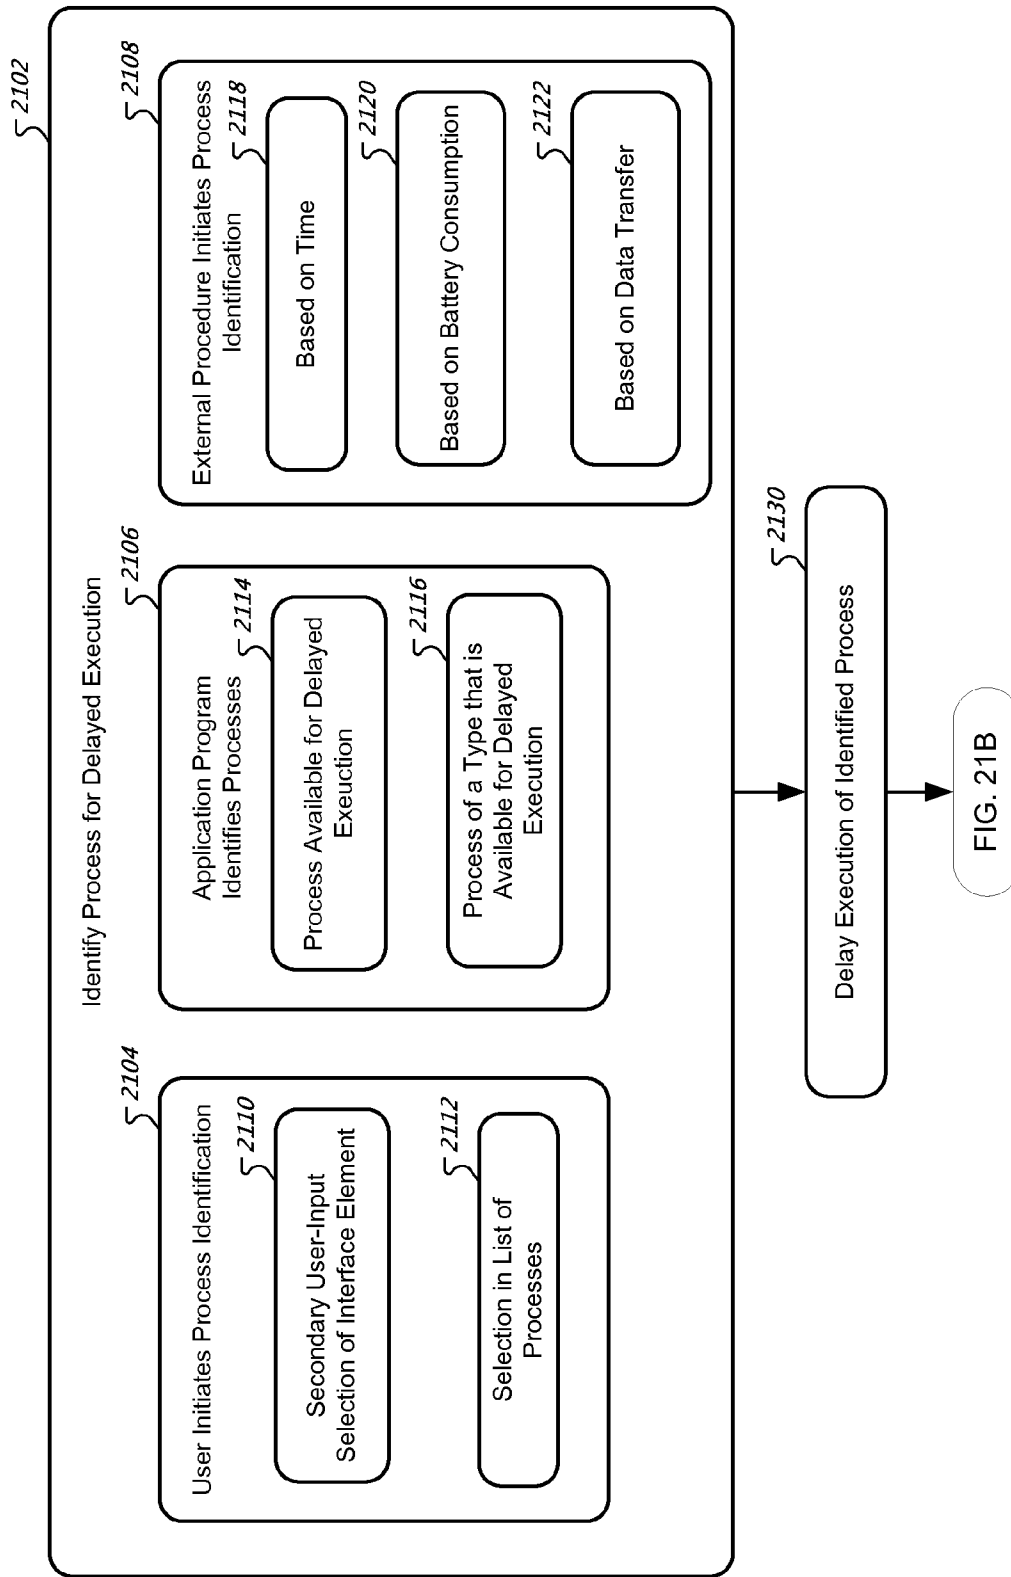 2102
Identify Process for Delayed Execution
2104
User Initiates Process Identification
2110
Secondary User-Input
Selection of Interface Element
2112
Selection in List of
Processes
2106
Application Program
Identifies Processes
2114
Process Available for Delayed
Exeuction
2116
Process of a Type that is
Available for Delayed
Execution
2108
External Procedure Initiates Process
Identification
2118
Based on Time
2120
Based on Battery Consumption
2122
Based on Data Transfer
2130
Delay Execution of Identified Process
FIG. 21B